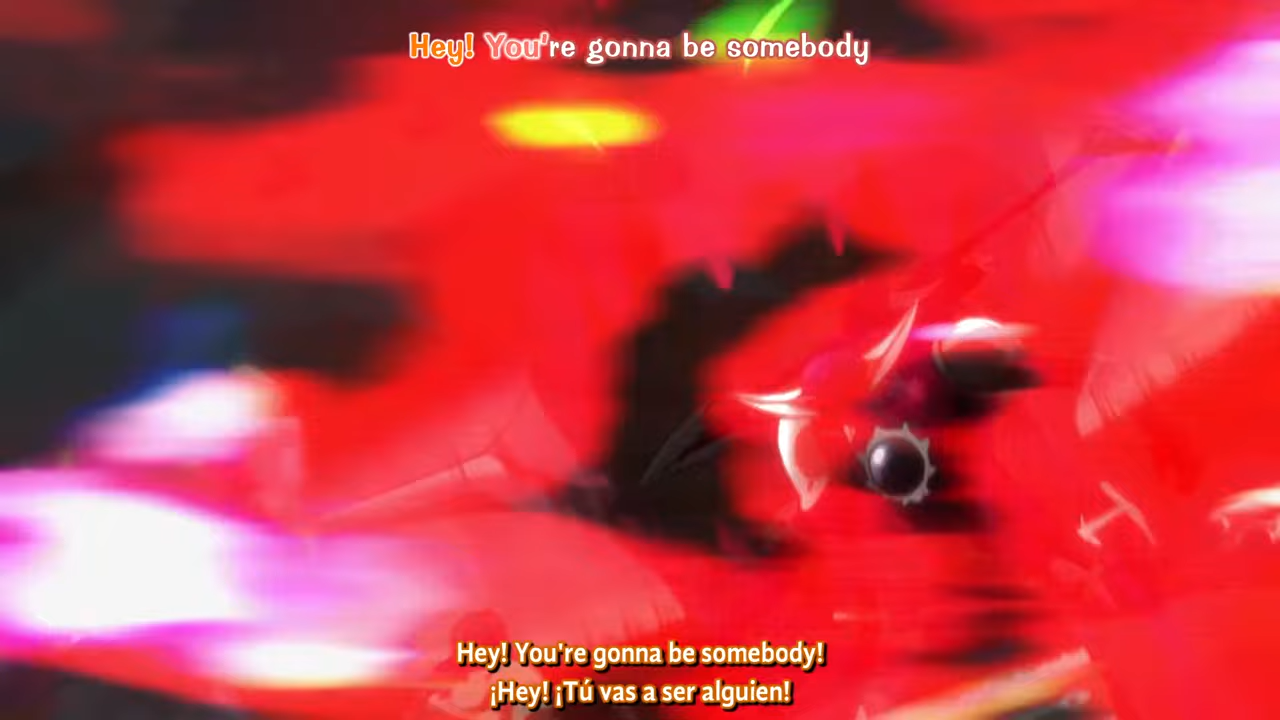 Hey! You're gonna be somebody
Hey! You're gonna be somebody!
¡Hey! ¡Tú vas a ser alguien!